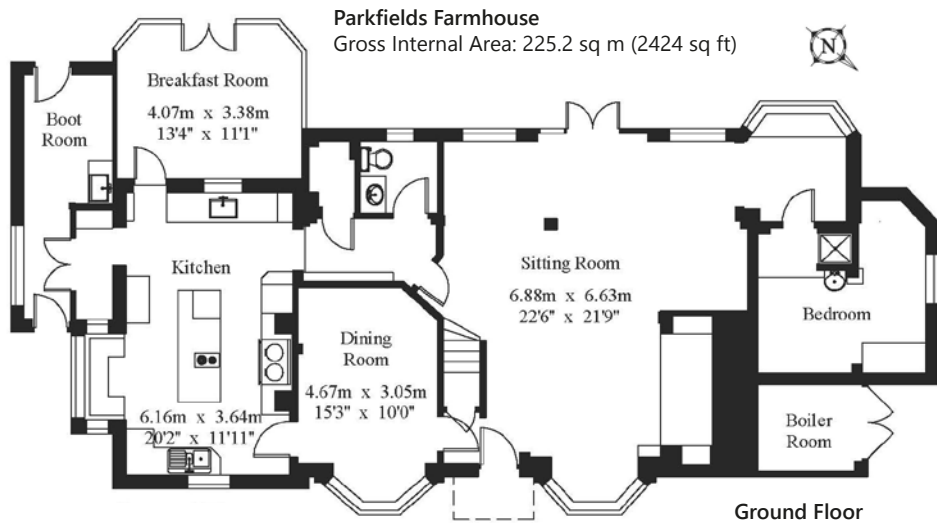 Parkfields Farmhouse
Gross Internal Area: 225.2 sq m (2424 sq ft)
N
Breakfast Room
4.07m x 3.38m
13'4" x 11'1"
Boot
Room
Kitchen
6.16m x 3.64m
20'2" x 11'11"
Dining
Room
4.67m x 3.05m
15'3" x 10'0"
Sitting Room
6.88m x 6.63m
22'6" x 21'9"
Bedroom
Boiler
Room
Ground Floor